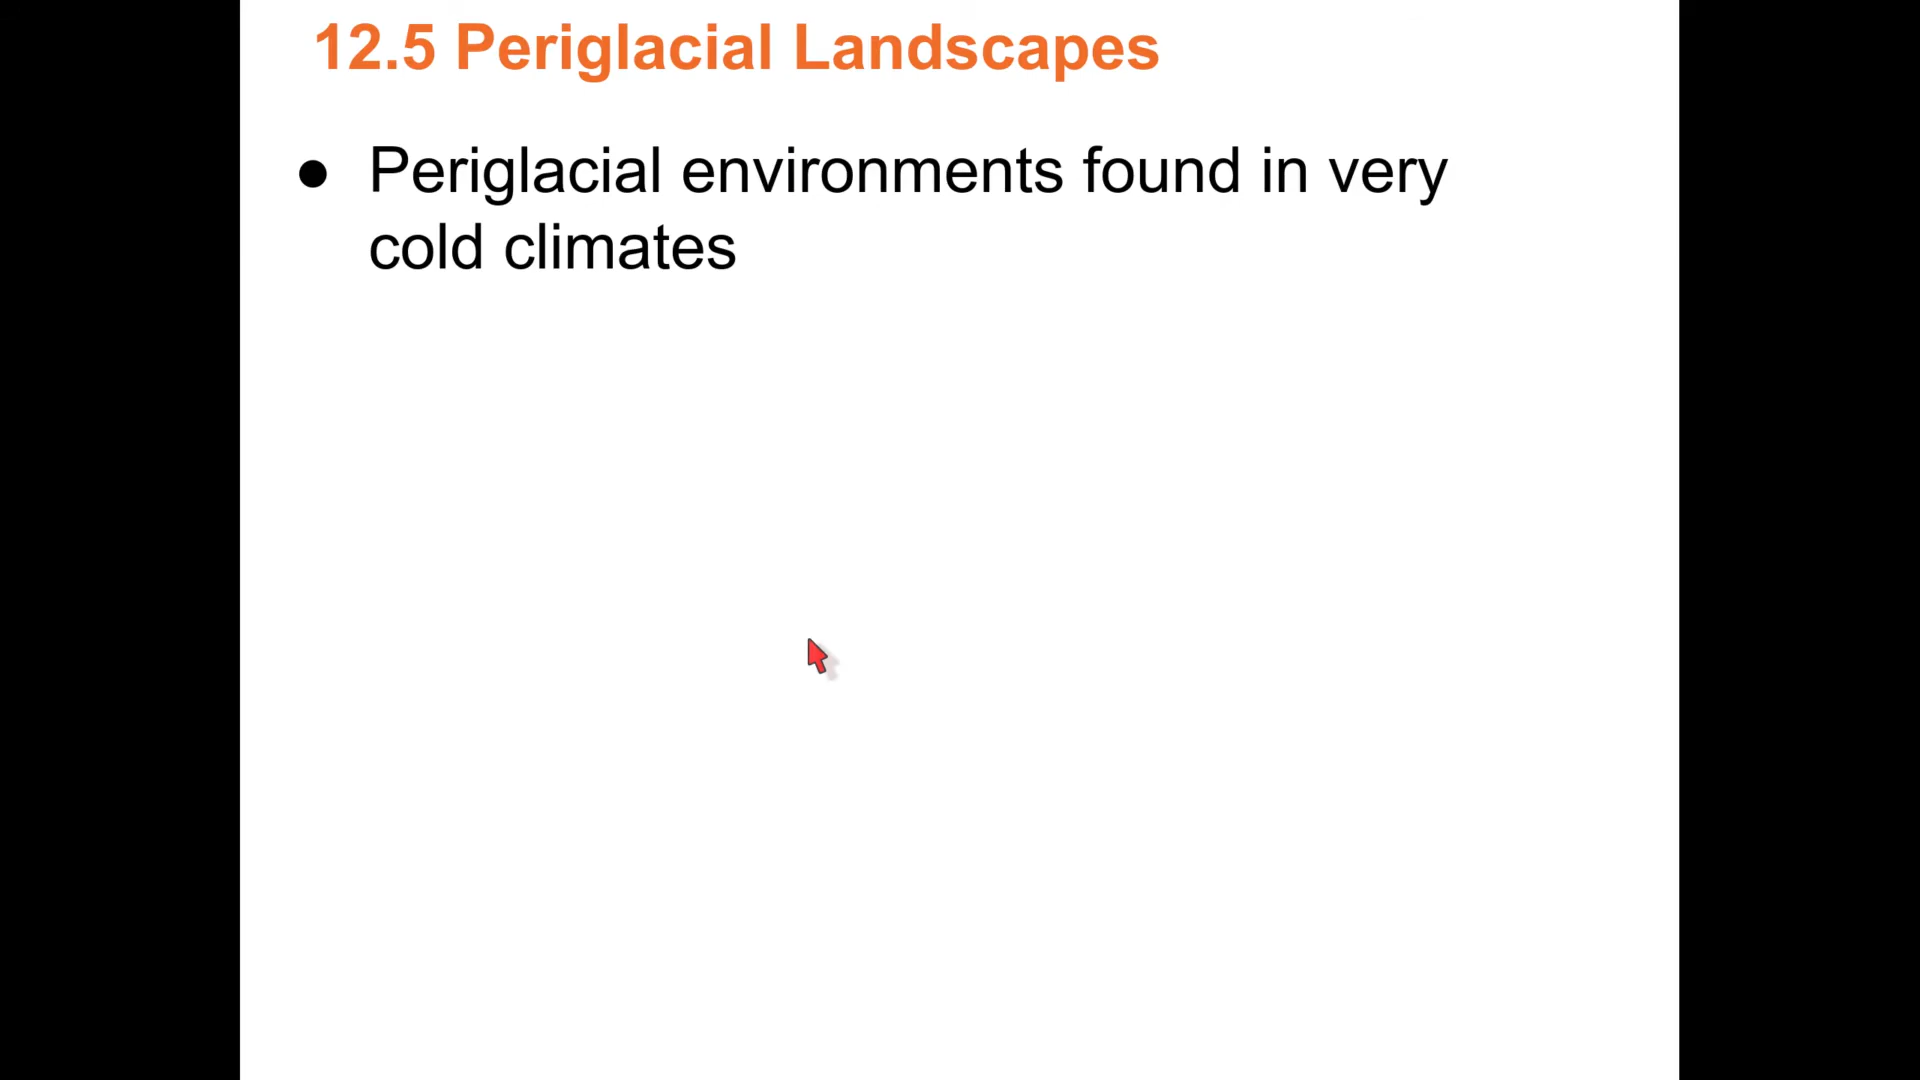 12.5 Periglacial Landscapes
● Periglacial environments found in very
cold climates